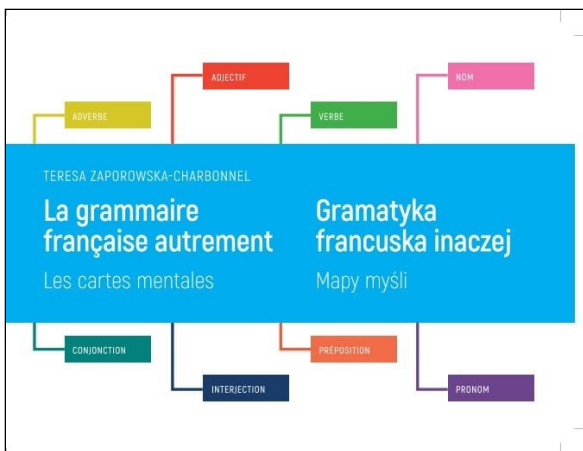 ADJECTIF
NOM
ADVERBE
VERBE
TERESA ZAPOROWSKA-CHARBONNEL
La grammaire
française autrement
Les cartes mentales
Gramatyka
francuska inaczej
Mapy myśli
CONJONCTION
PRÉPOSITION
INTERJECTION
PRONOM